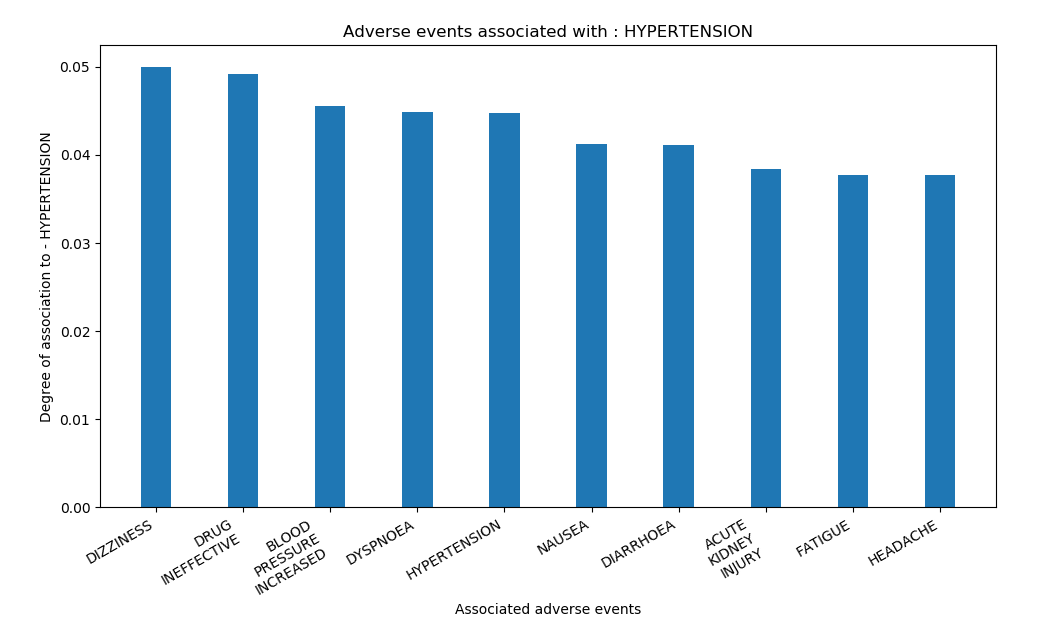 Adverse events associated with : HYPERTENSION
Degree of association to - HYPERTENSION
0.05
0.04
0.03
0.02
0.01
0.00
DIZZINESS
DRUG
INEFFECTIVE
BLOOD
PRESSURE
INCREASED
DYSPNOEA
HYPERTENSION
NAUSEA
DIARRHOEA
ACUTE
KIDNEY
INJURY
FATIGUE
HEADACHE
Associated adverse events